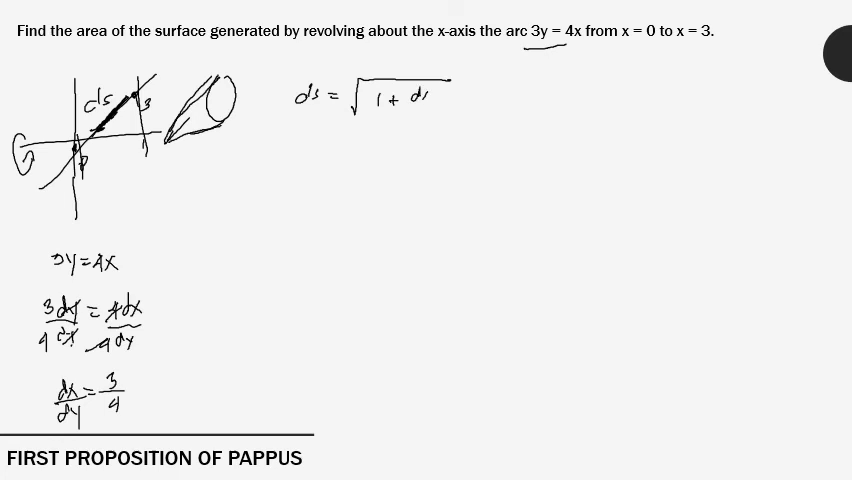 Find the area of the surface generated by revolving about the x-axis the arc 3y = 4x from x = 0 to x = 3.
ds
3
ds = √1 + d
3y = 4x
3dy = 4dx
4dy
dx = 3
dy 4
FIRST PROPOSITION OF PAPPUS